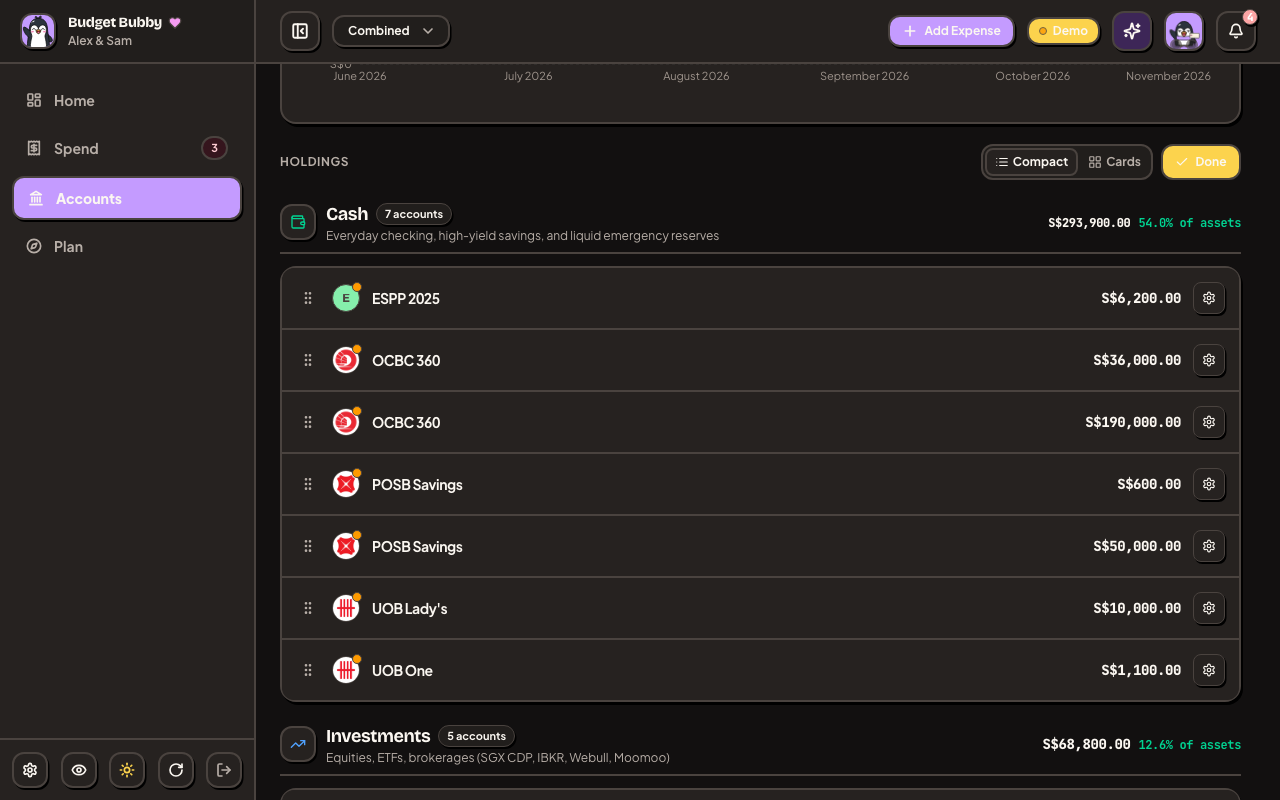 Budget Bubby
Alex & Sam
Combined
Add Expense
Demo
4
Home
Spend
3
Accounts
Plan
S$0
June 2026
July 2026
August 2026
September 2026
October 2026
November 2026
HOLDINGS
Compact
Cards
Done
Cash
7 accounts
Everyday checking, high-yield savings, and liquid emergency reserves
S$293,900.00 54.0% of assets
E
ESPP 2025
S$6,200.00
OCBC 360
S$36,000.00
OCBC 360
S$190,000.00
POSB Savings
S$600.00
POSB Savings
S$50,000.00
UOB Lady's
S$10,000.00
UOB One
S$1,100.00
Investments
5 accounts
Equities, ETFs, brokerages (SGX CDP, IBKR, Webull, Moomoo)
S$68,800.00 12.6% of assets